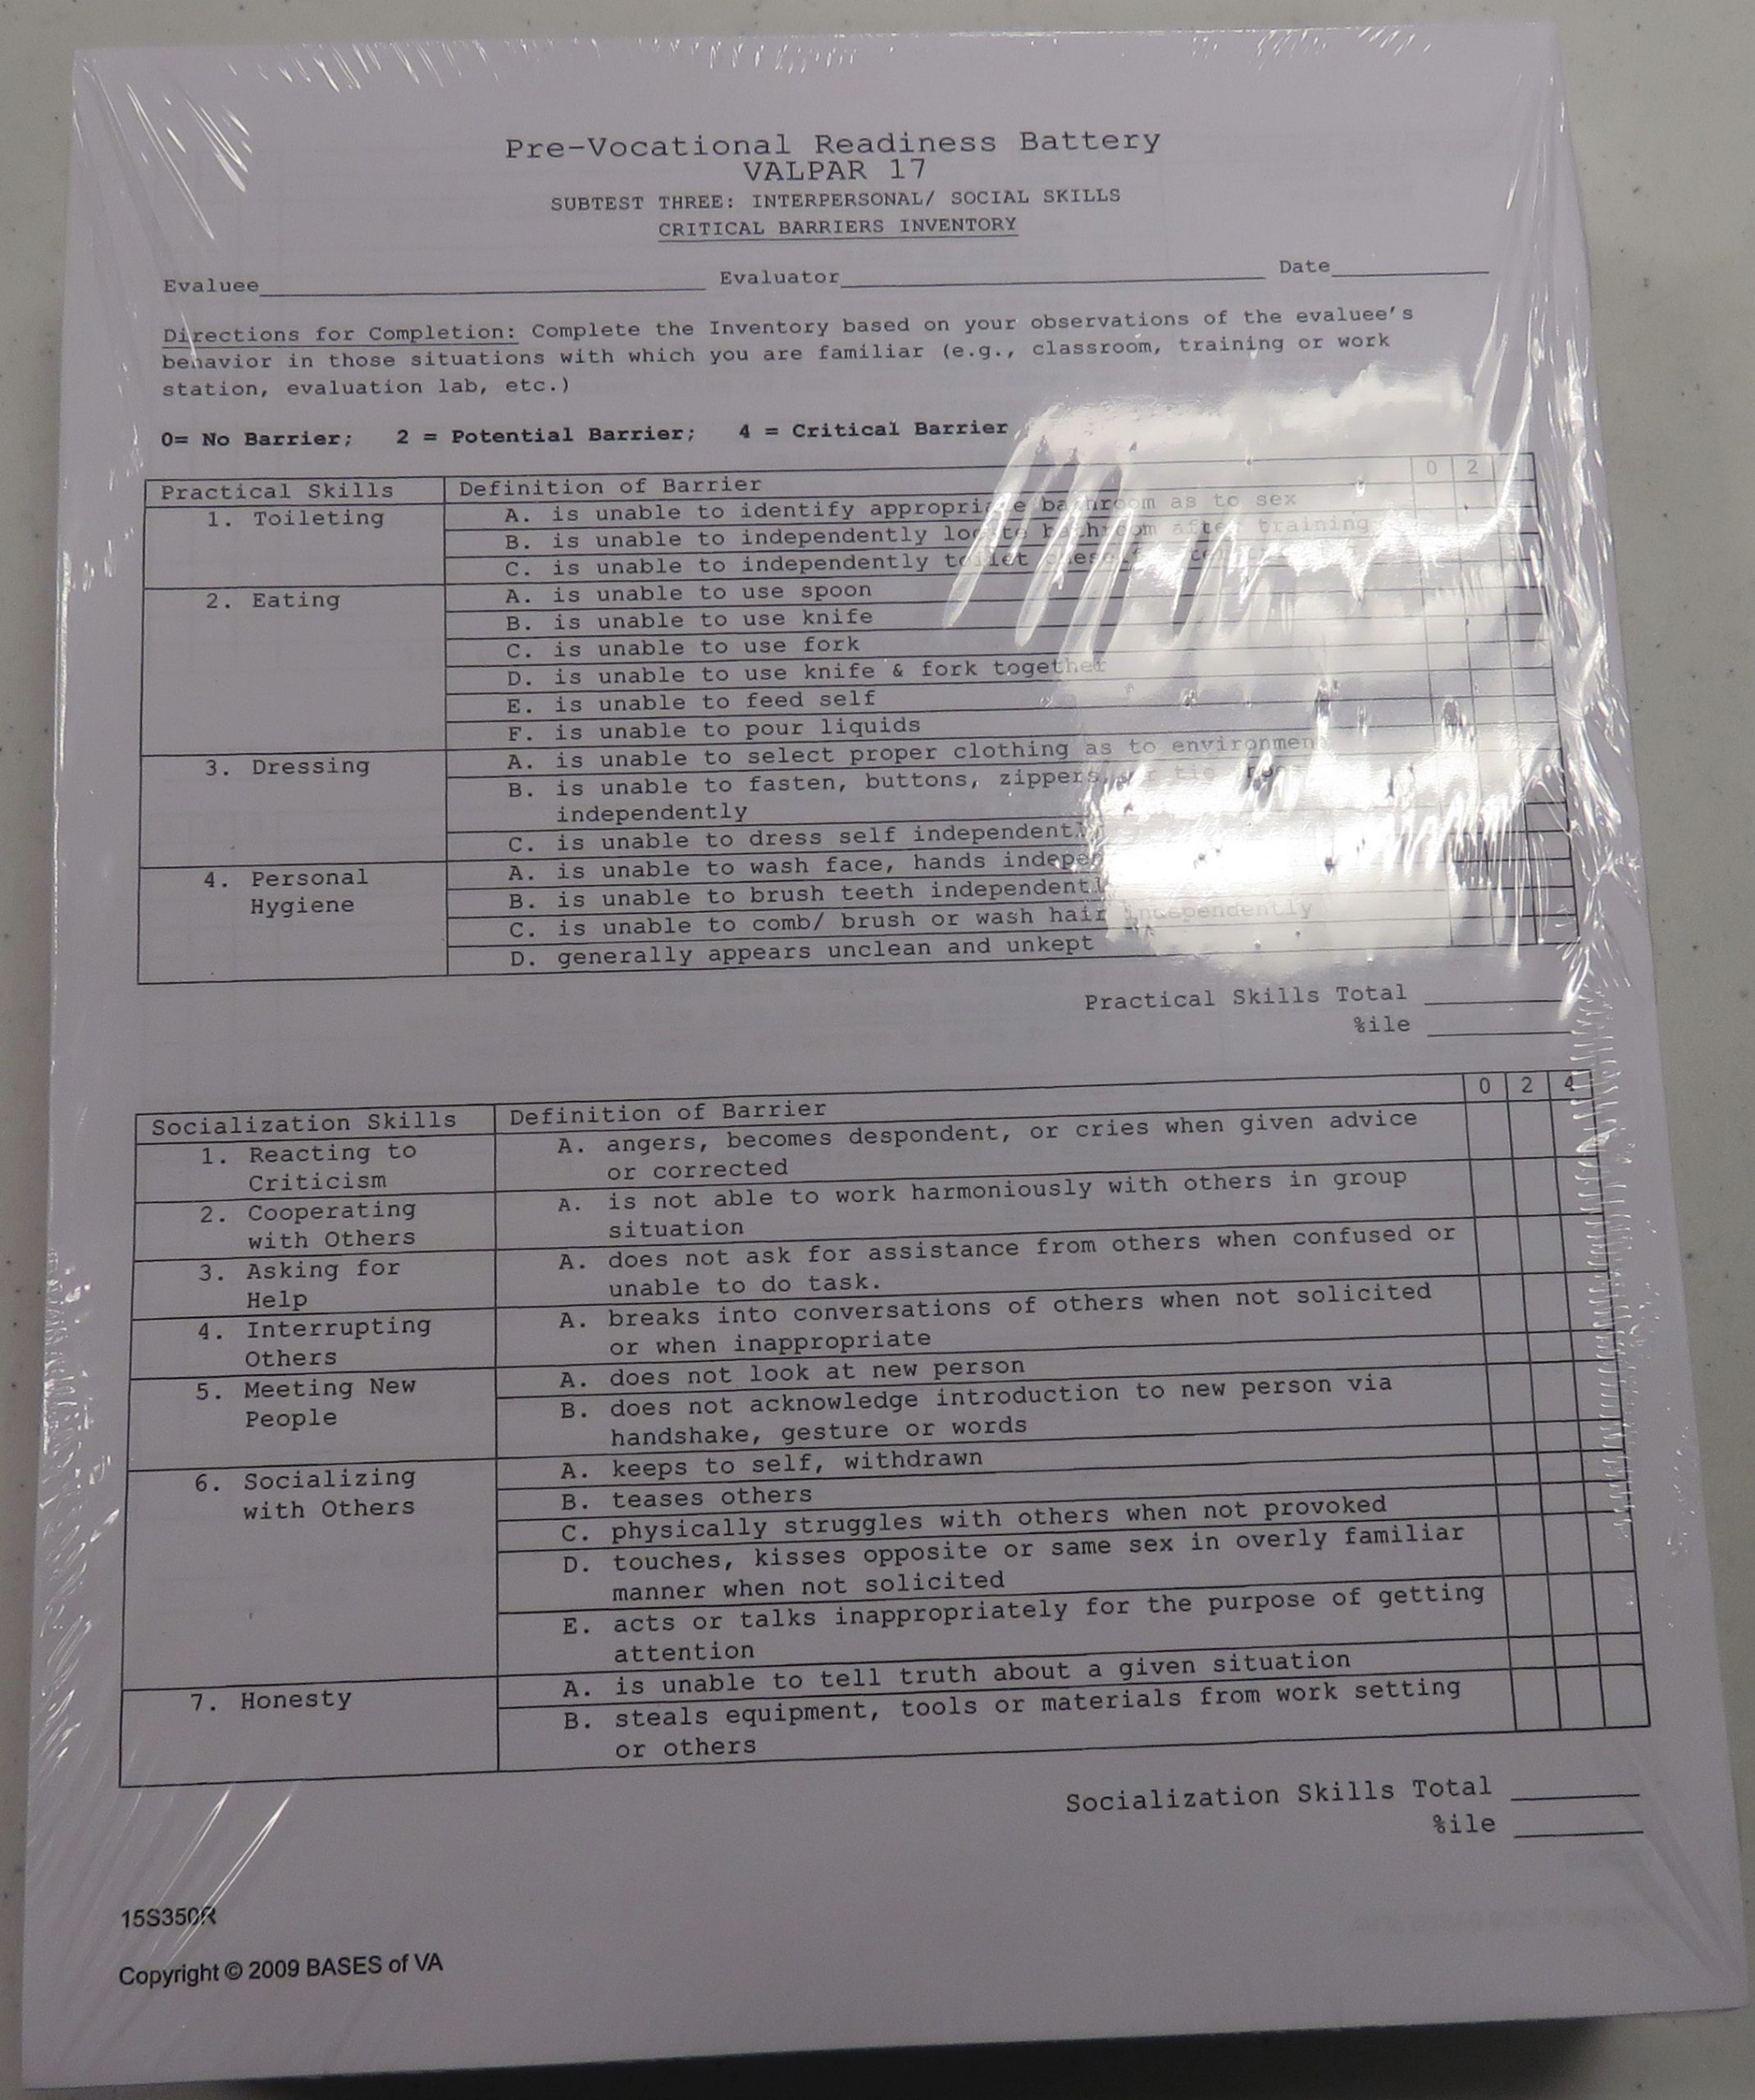 Pre-Vocational Readiness Battery
VALPAR 17
SUBTEST THREE: INTERPERSONAL/ SOCIAL SKILLS
CRITICAL BARRIERS INVENTORY
Evaluee Evaluator Date
Directions for Completion: Complete the Inventory based on your observations of the evaluee's
behavior in those situations with which you are familiar (e.g., classroom, training or work
station, evaluation lab, etc.)
0= No Barrier; 2 = Potential Barrier; 4 = Critical Barrier
Practical Skills Definition of Barrier 0 2
1. Toileting A. is unable to identify appropriate bathroom as to sex
B. is unable to independently locate bathroom after training
C. is unable to independently toilet
2. Eating A. is unable to use spoon
B. is unable to use knife
C. is unable to use fork
D. is unable to use knife & fork together
E. is unable to feed self
F. is unable to pour liquids
3. Dressing A. is unable to select proper clothing as to environment
B. is unable to fasten, buttons, zippers, or tie
independently
C. is unable to dress self independently
4. Personal A. is unable to wash face, hands
Hygiene B. is unable to brush teeth independently
C. is unable to comb/ brush or wash hair independently
D. generally appears unclean and unkept
Practical Skills Total
%ile
Socialization Skills Definition of Barrier 0 2 4
1. Reacting to A. angers, becomes despondent, or cries when given advice
Criticism or corrected
2. Cooperating A. is not able to work harmoniously with others in group
with Others situation
3. Asking for A. does not ask for assistance from others when confused or
Help unable to do task.
4. Interrupting A. breaks into conversations of others when not solicited
Others or when inappropriate
5. Meeting New A. does not look at new person
People B. does not acknowledge introduction to new person via
handshake, gesture or words
6. Socializing A. keeps to self, withdrawn
with Others B. teases others
C. physically struggles with others when not provoked
D. touches, kisses opposite or same sex in overly familiar
manner when not solicited
E. acts or talks inappropriately for the purpose of getting
attention
7. Honesty A. is unable to tell truth about a given situation
B. steals equipment, tools or materials from work setting
or others
Socialization Skills Total
%ile
15S350R
Copyright © 2009 BASES of VA